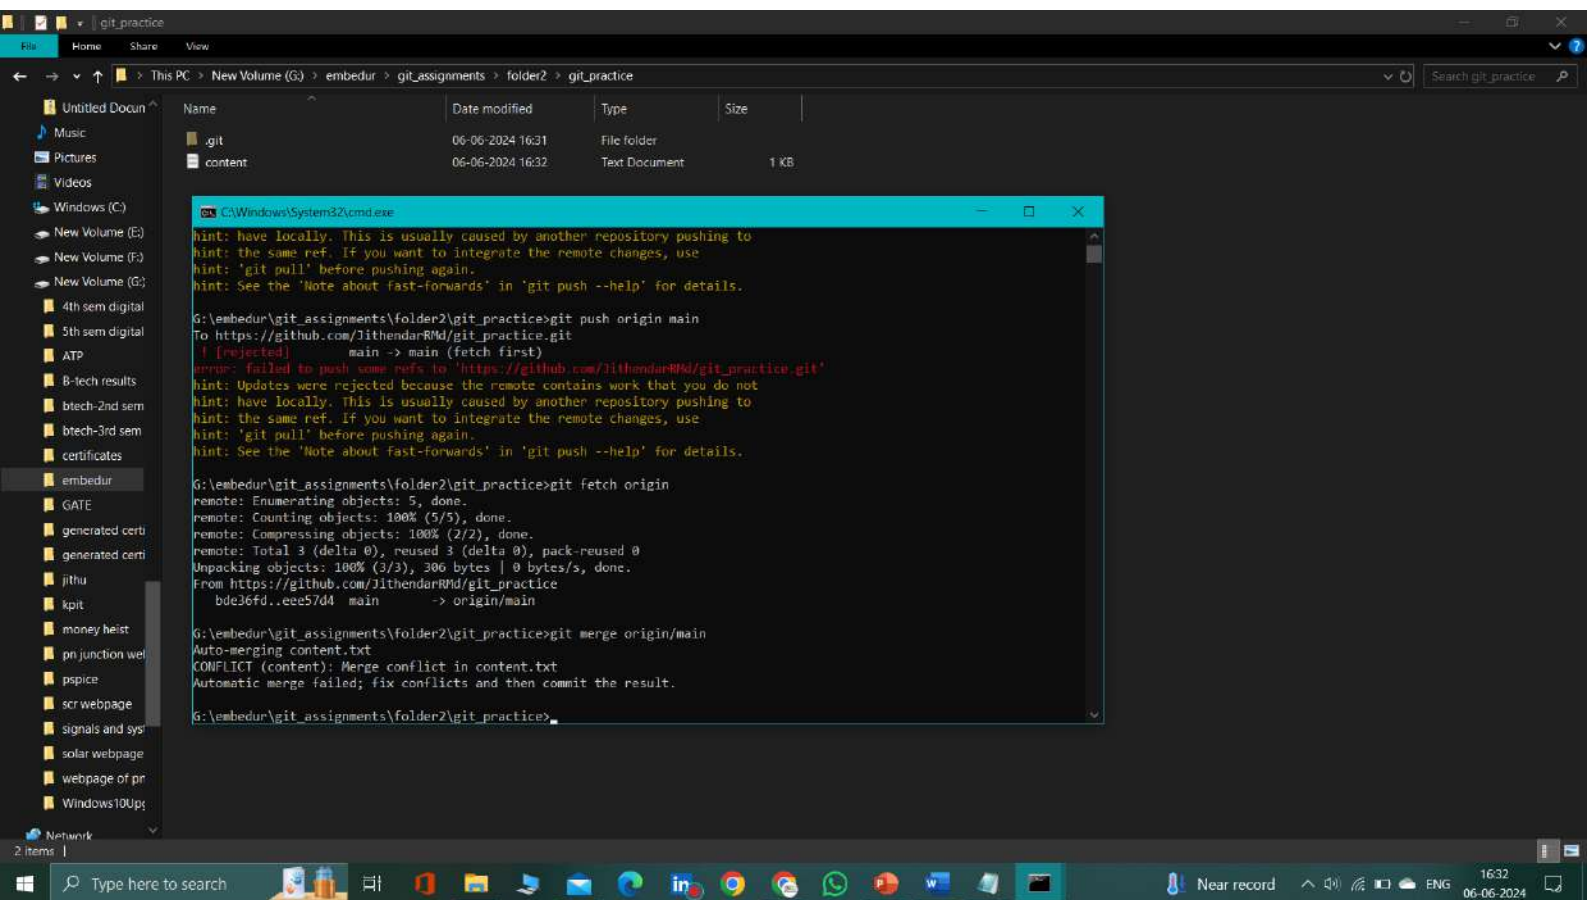 git_practice
File Home Share View
This PC > New Volume (G:) > embedur > git_assignments > folder2 > git_practice
Search git_practice
Name Date modified Type Size
.git 06-06-2024 16:31 File folder
content 06-06-2024 16:32 Text Document 1 KB
Untitled Docun
Music
Pictures
Videos
Windows (C:)
New Volume (E:)
New Volume (F:)
New Volume (G:)
4th sem digital
5th sem digital
ATP
B-tech results
btech-2nd sem
btech-3rd sem
certificates
embedur
GATE
generated certi
generated certi
jithu
kpit
money heist
pn junction wel
pspice
scr webpage
signals and syst
solar webpage
webpage of pn
Windows10Upg
Network
C:\Windows\System32\cmd.exe
hint: have locally. This is usually caused by another repository pushing to
hint: the same ref. If you want to integrate the remote changes, use
hint: 'git pull' before pushing again.
hint: See the 'Note about fast-forwards' in 'git push --help' for details.
G:\embedur\git_assignments\folder2\git_practice>git push origin main
To https://github.com/JithendarRMd/git_practice.git
! [rejected] main -> main (fetch first)
error: failed to push some refs to 'https://github.com/JithendarRMd/git_practice.git'
hint: Updates were rejected because the remote contains work that you do not
hint: have locally. This is usually caused by another repository pushing to
hint: the same ref. If you want to integrate the remote changes, use
hint: 'git pull' before pushing again.
hint: See the 'Note about fast-forwards' in 'git push --help' for details.
G:\embedur\git_assignments\folder2\git_practice>git fetch origin
remote: Enumerating objects: 5, done.
remote: Counting objects: 100% (5/5), done.
remote: Compressing objects: 100% (2/2), done.
remote: Total 3 (delta 0), reused 3 (delta 0), pack-reused 0
Unpacking objects: 100% (3/3), 306 bytes | 0 bytes/s, done.
From https://github.com/JithendarRMd/git_practice
bde36fd..eee57d4 main -> origin/main
G:\embedur\git_assignments\folder2\git_practice>git merge origin/main
Auto-merging content.txt
CONFLICT (content): Merge conflict in content.txt
Automatic merge failed; fix conflicts and then commit the result.
G:\embedur\git_assignments\folder2\git_practice>
2 items
Type here to search
Near record
ENG
16:32
06-06-2024